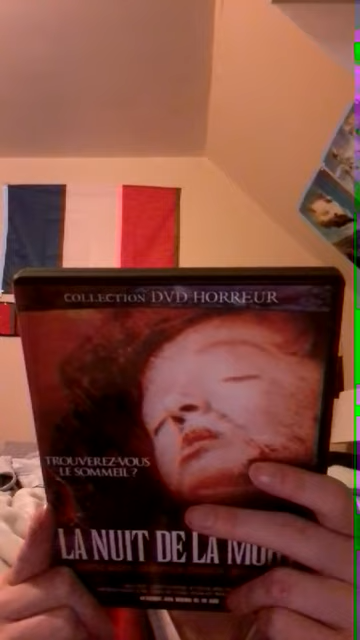 COLLECTION DVD HORREUR
TROUVEREZ-VOUS
LE SOMMEIL ?
LA NUIT DE LA